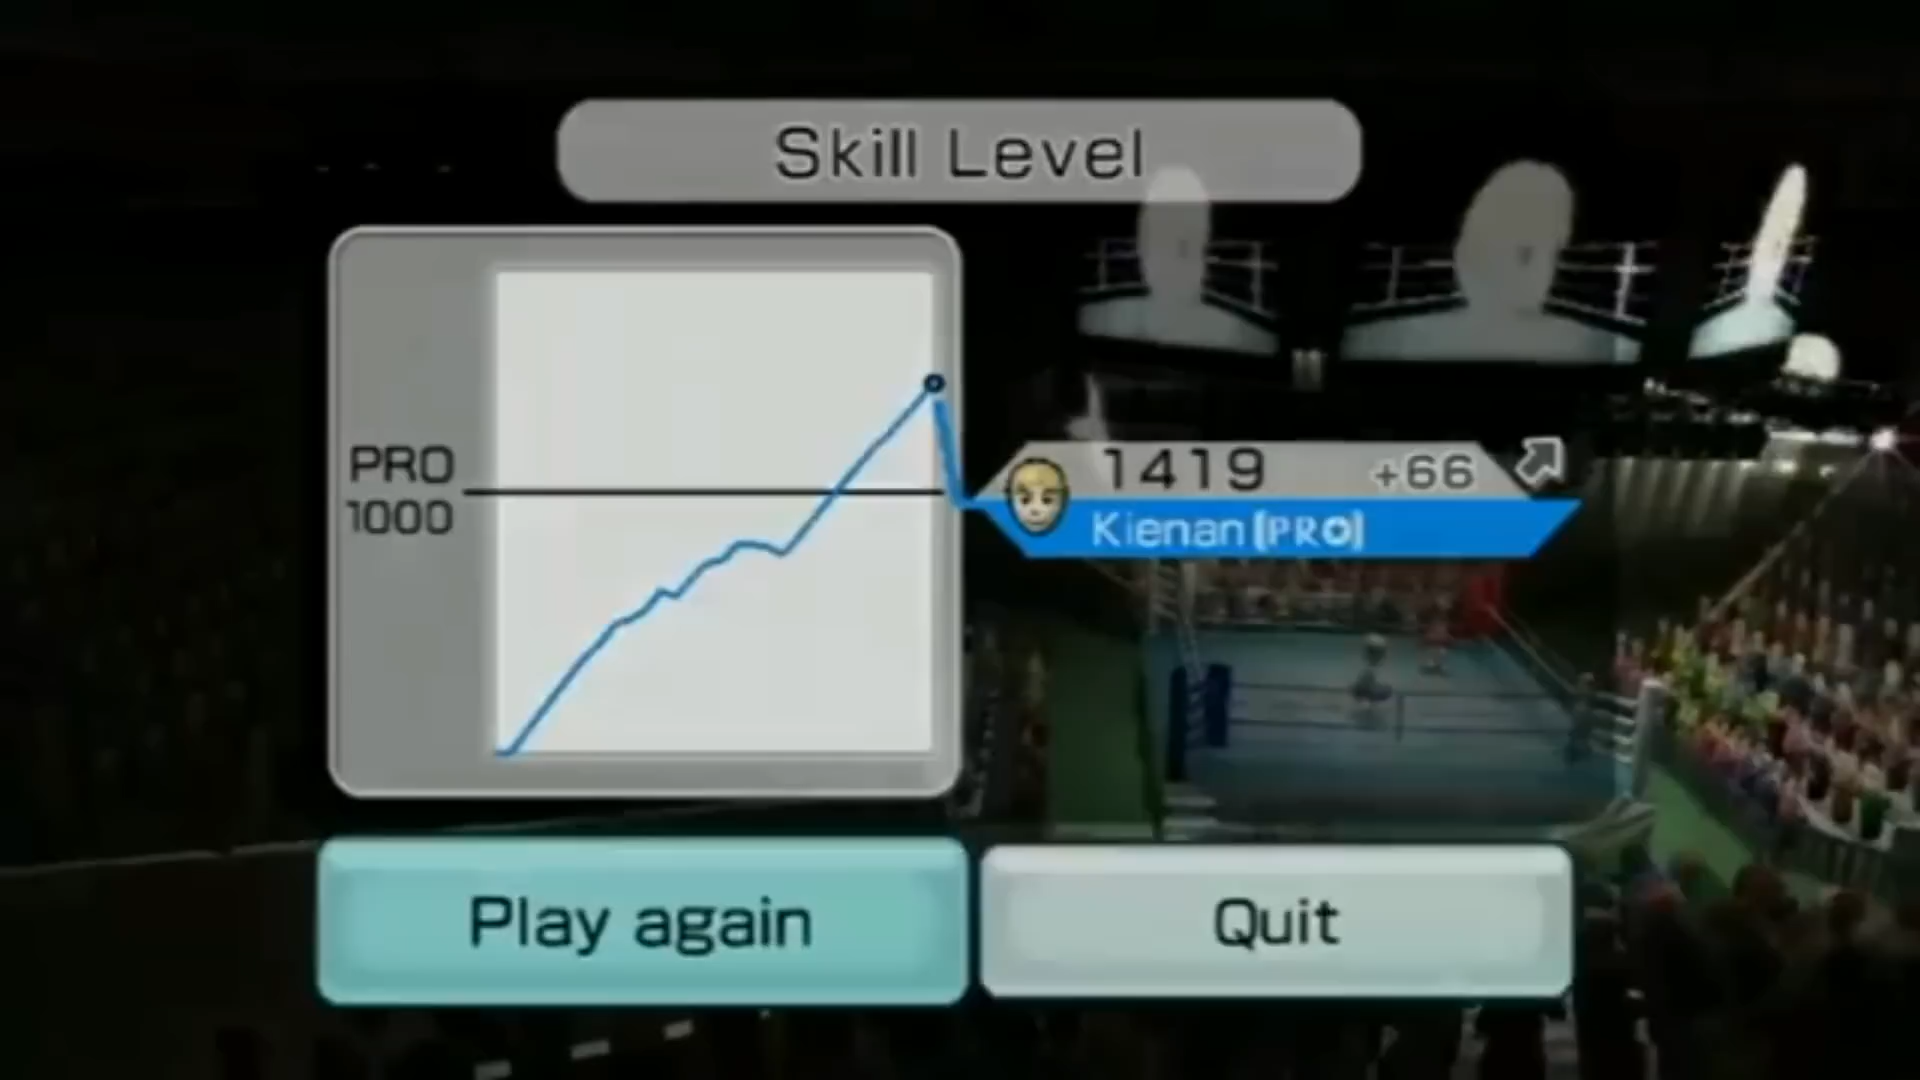 Skill Level
PRO
1000
1419 +66
Kienan (PRO)
Play again
Quit